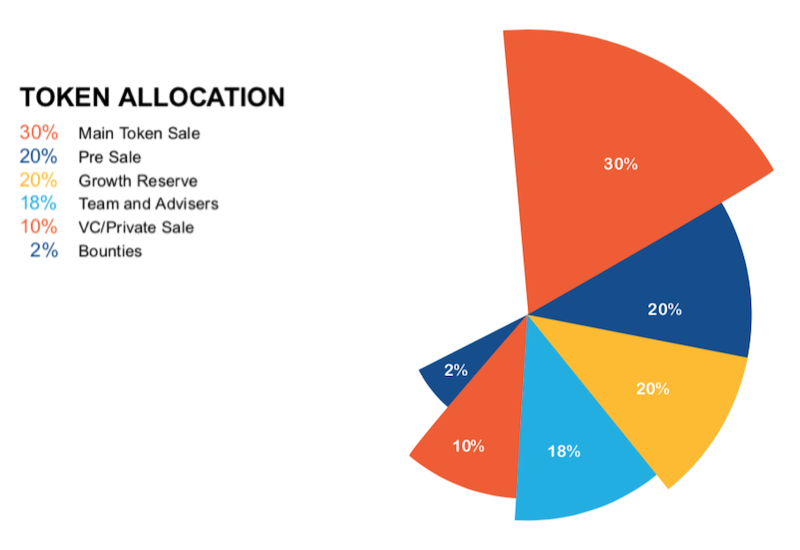 TOKEN ALLOCATION
30% Main Token Sale
20% Pre Sale
20% Growth Reserve
18% Team and Advisers
10% VC/Private Sale
2% Bounties
30%
20%
20%
18%
10%
2%